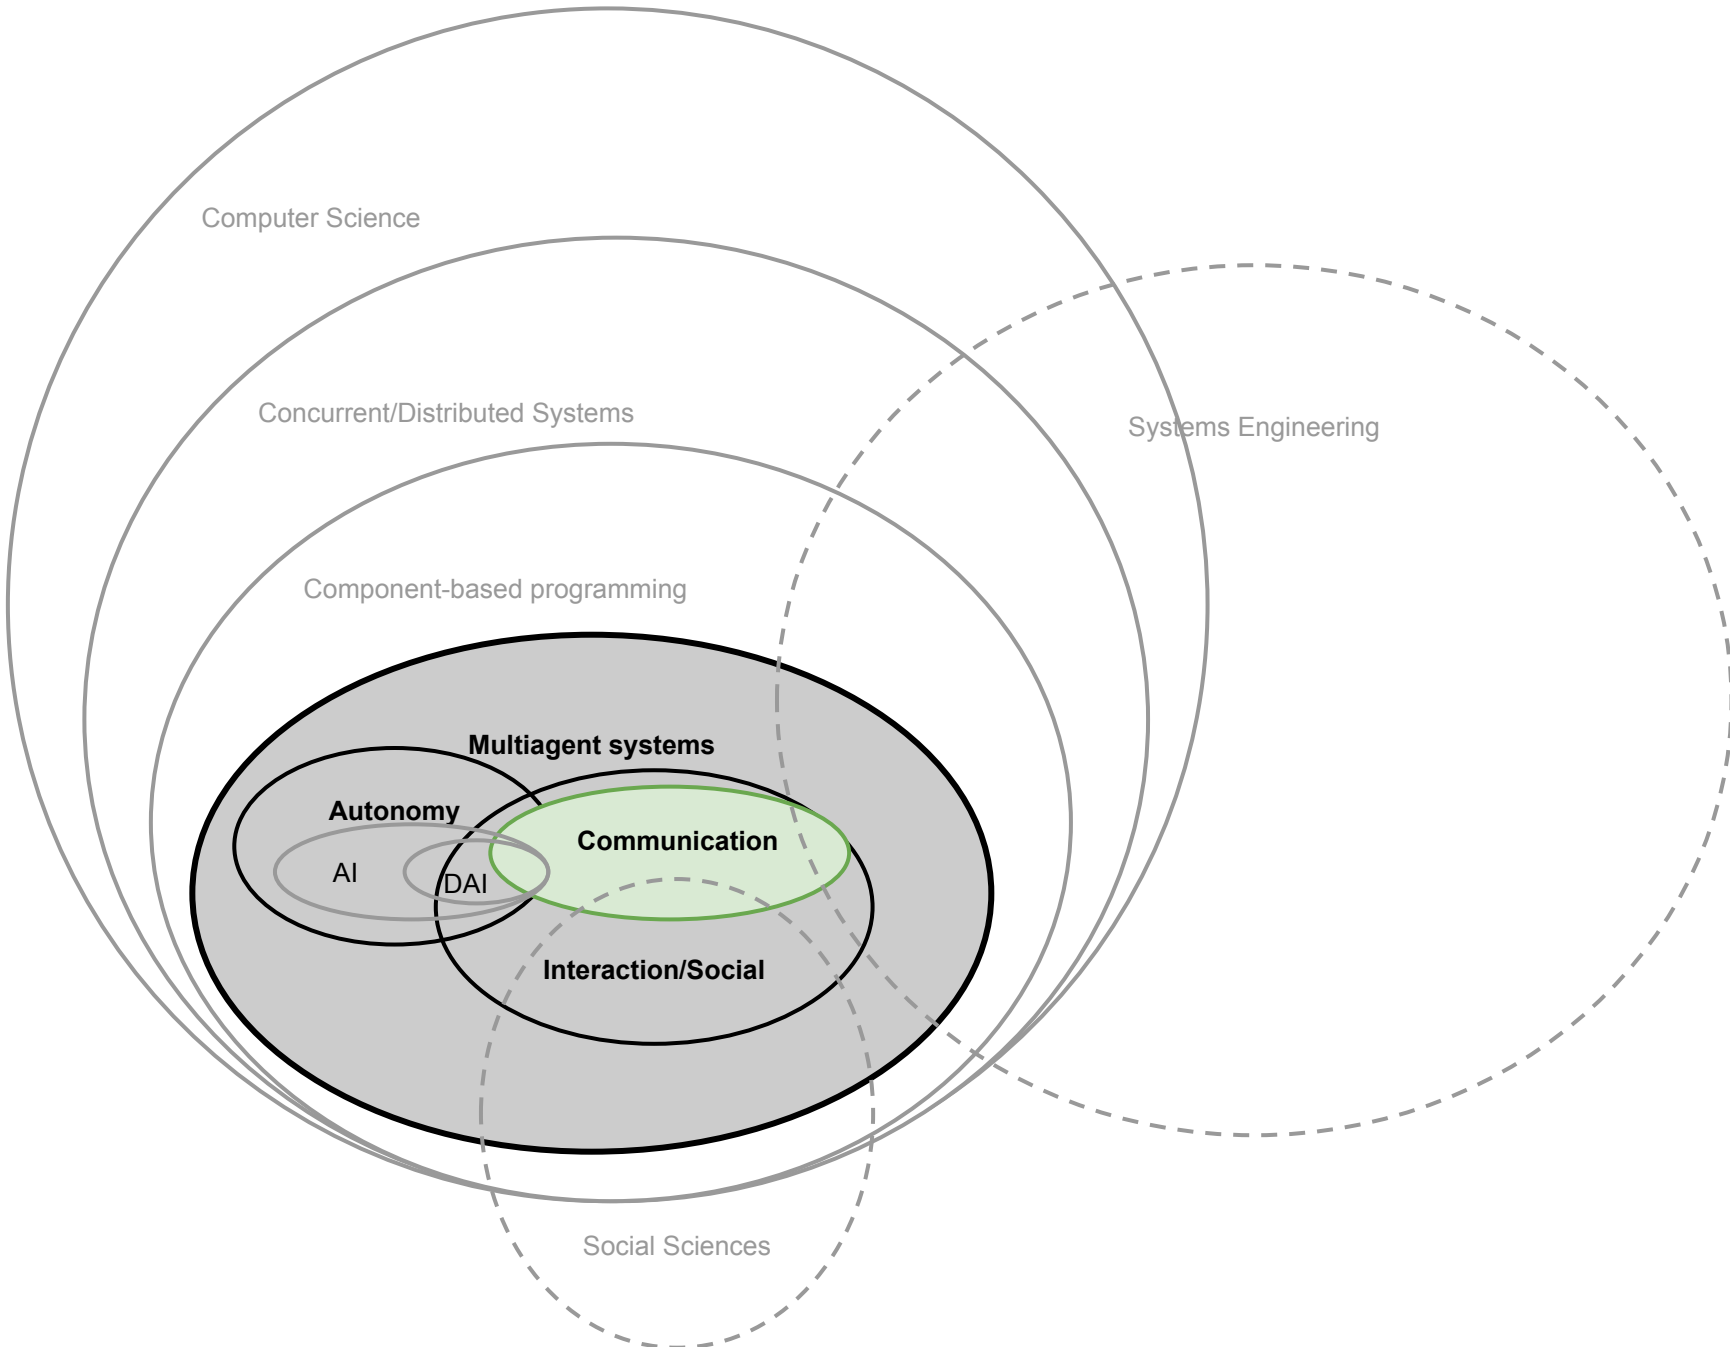 Computer Science
Concurrent/Distributed Systems
Systems Engineering
Component-based programming
Multiagent systems
Autonomy
Communication
AI
DAI
Interaction/Social
Social Sciences